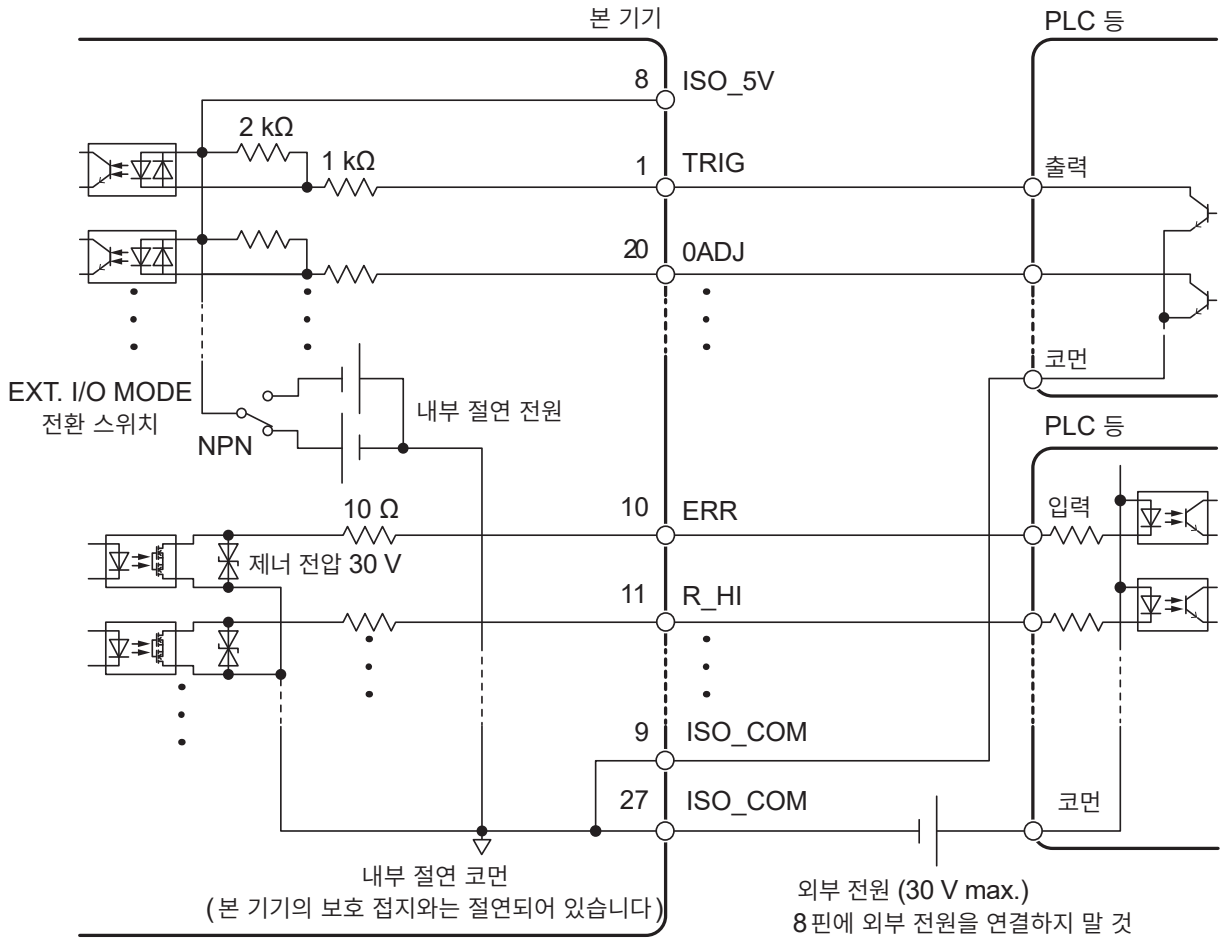 본 기기
PLC 등
8 ISO_5V
2 kΩ
1 kΩ
1 TRIG
출력
20 0ADJ
코먼
EXT. I/O MODE
전환 스위치
내부 절연 전원
NPN
PLC 등
10 Ω
10 ERR
입력
제너 전압 30 V
11 R_HI
9 ISO_COM
27 ISO_COM
코먼
내부 절연 코먼
(본 기기의 보호 접지와는 절연되어 있습니다)
외부 전원 (30 V max.)
8핀에 외부 전원을 연결하지 말 것